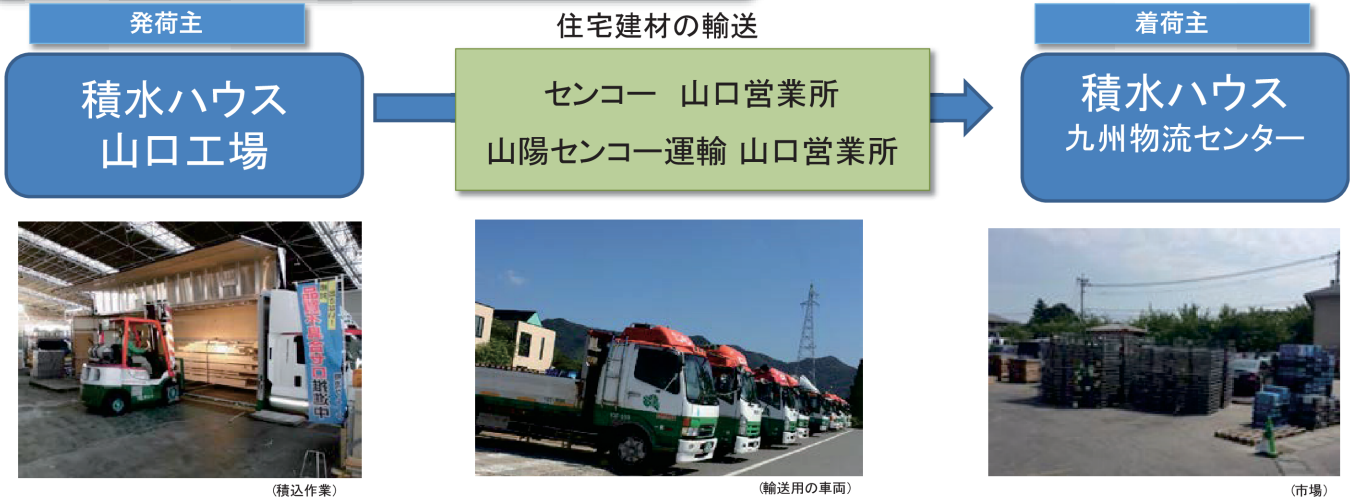 発荷主
住宅建材の輸送
着荷主
積水ハウス
山口工場
センコー 山口営業所
山陽センコー運輸 山口営業所
積水ハウス
九州物流センター
推進中
(積込作業)
(輸送用の車両)
(市場)